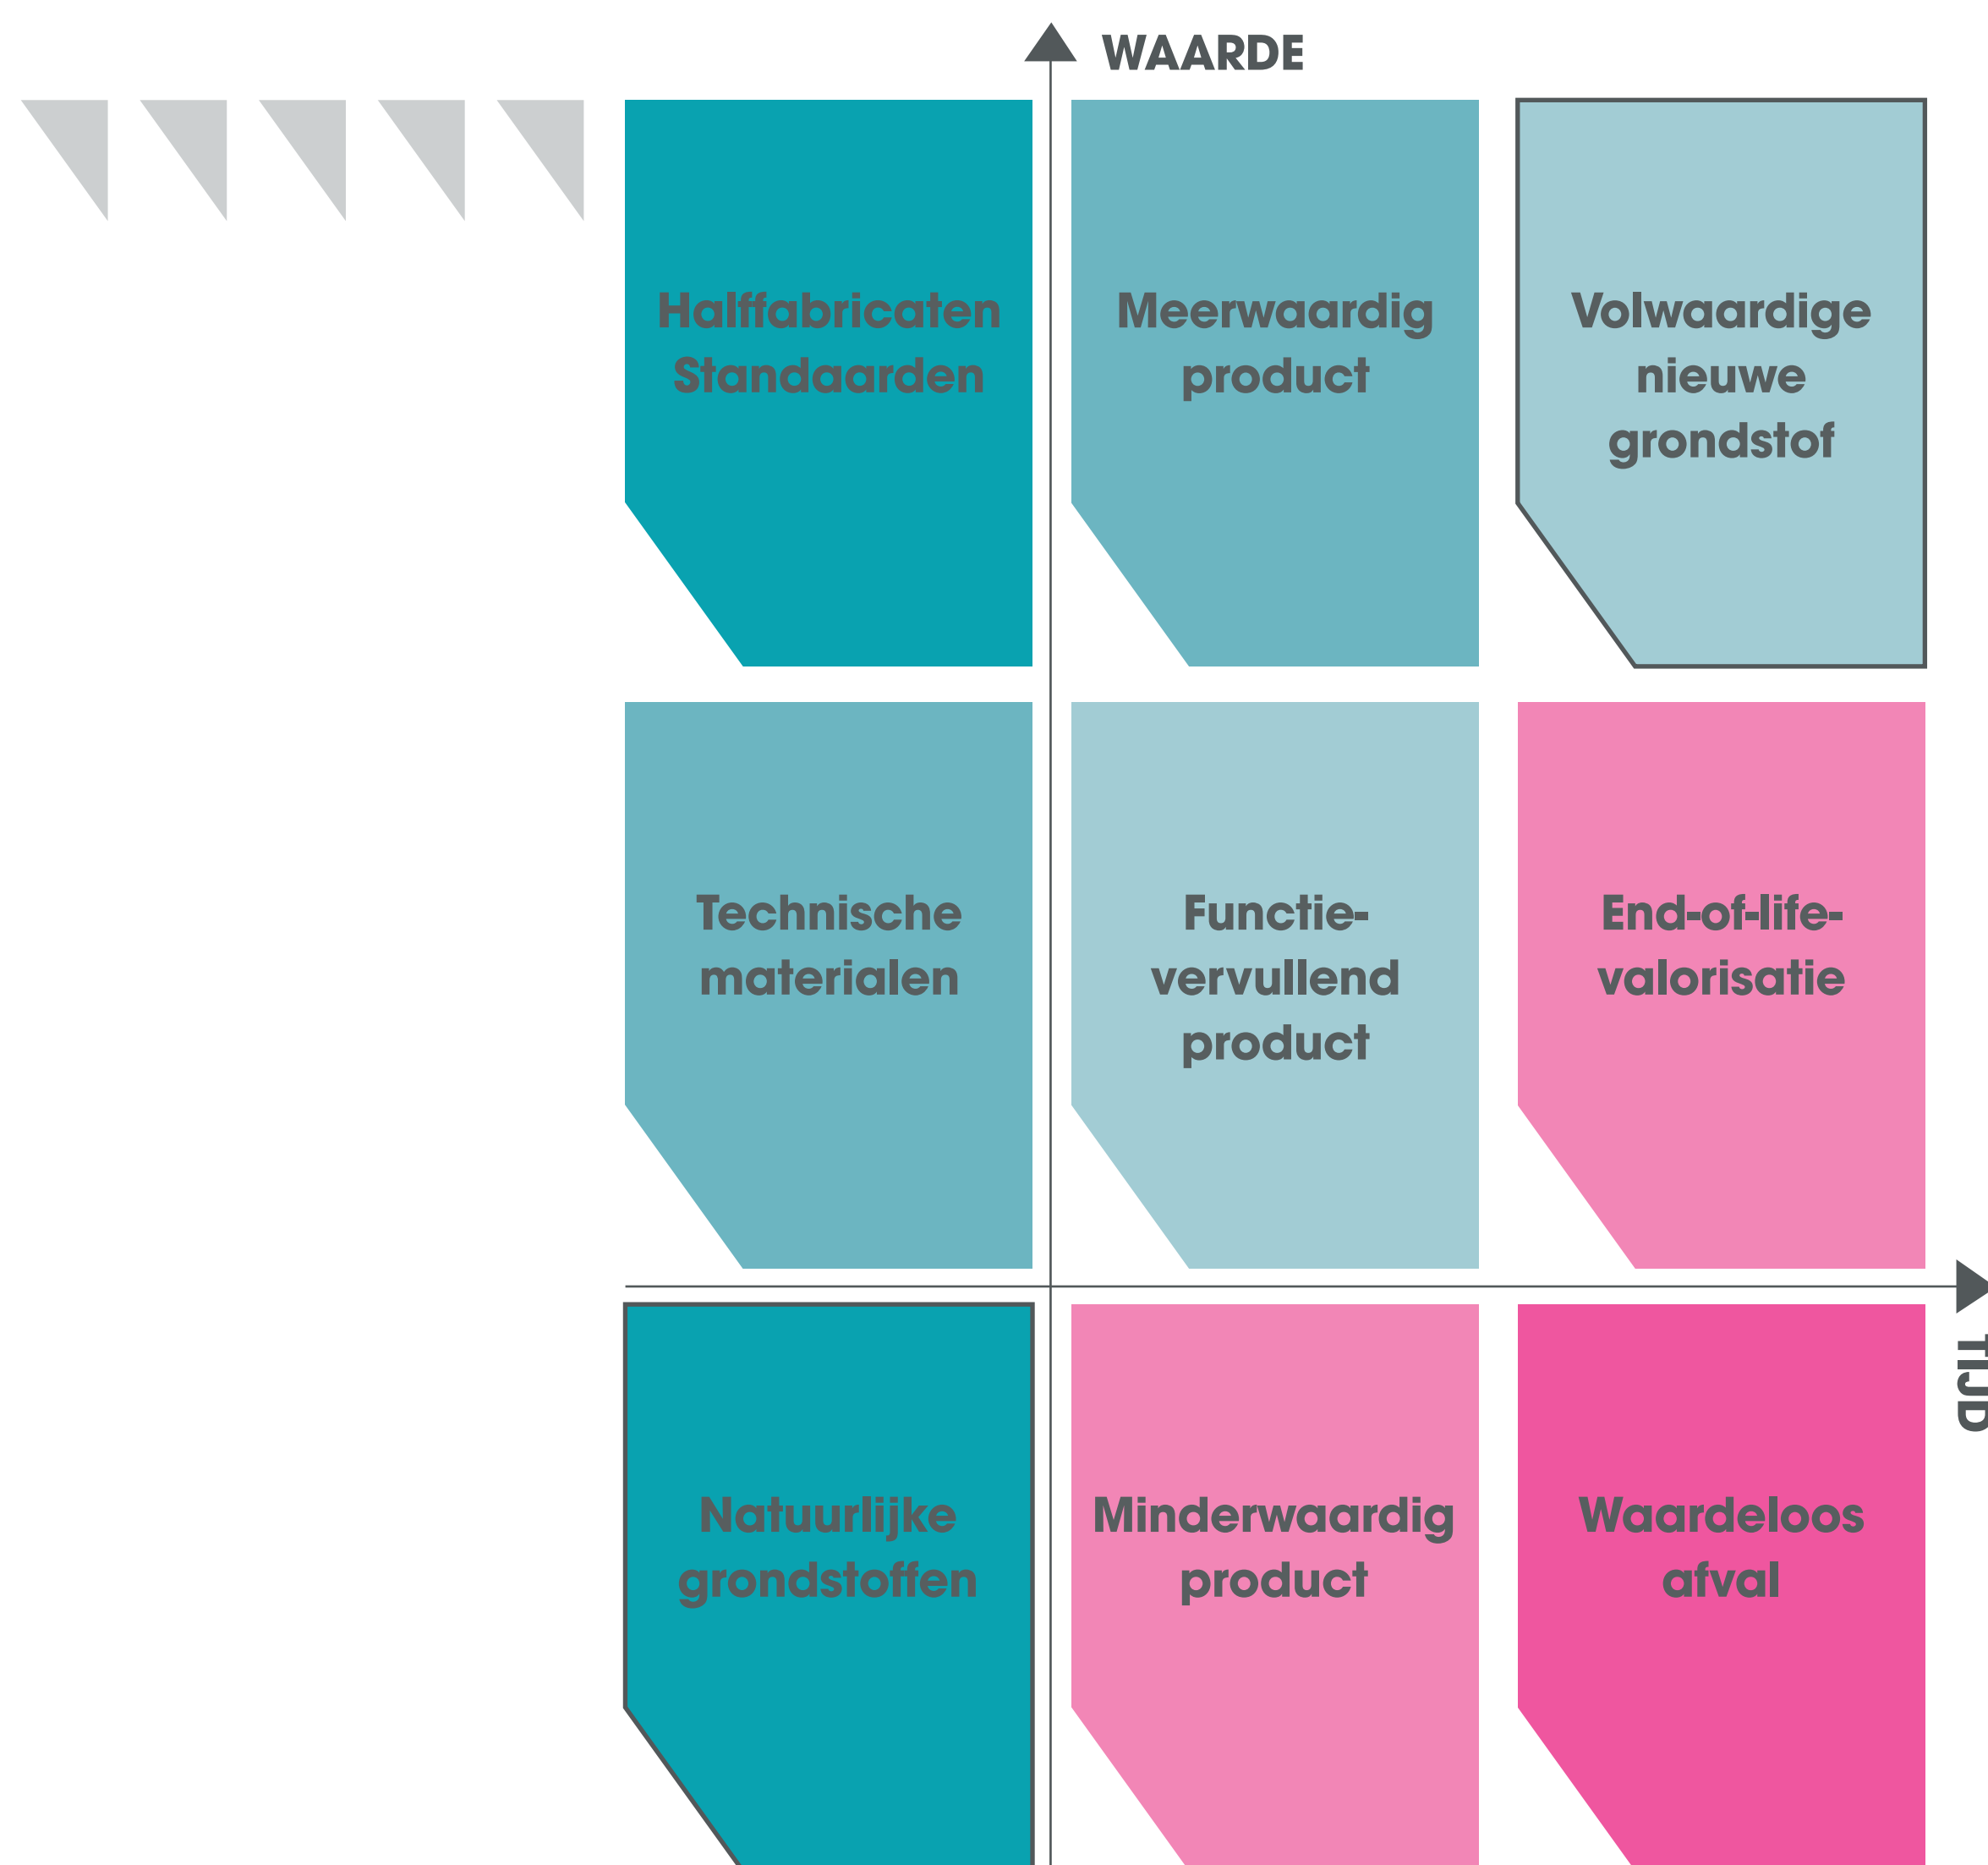 WAARDE
Halffabricaten
Standaarden
Meerwaardig
product
Volwaardige
nieuwe
grondstof
Technische
materialen
Functie-
vervullend
product
End-of-life-
valorisatie
TIJD
Natuurlijke
grondstoffen
Minderwaardig
product
Waardeloos
afval